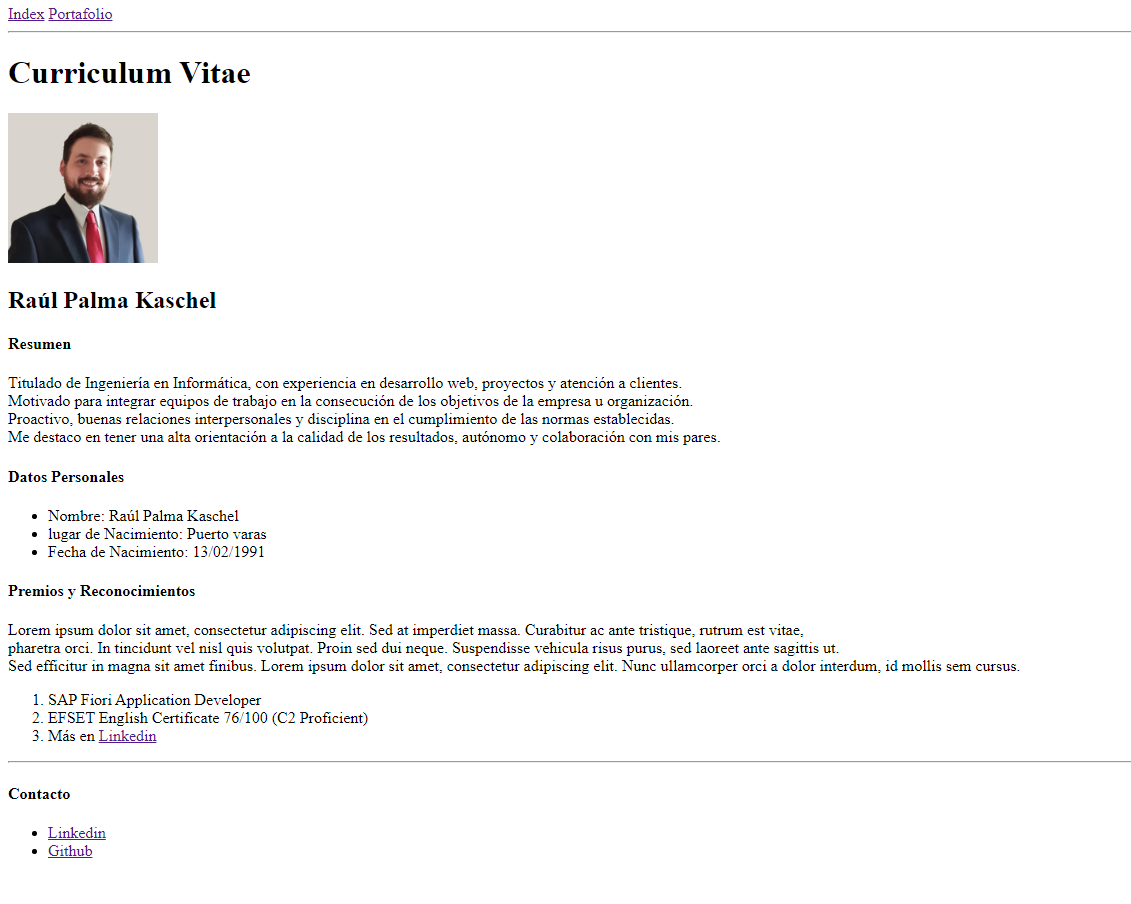 Index Portafolio
Curriculum Vitae
Raúl Palma Kaschel
Resumen
Titulado de Ingeniería en Informática, con experiencia en desarrollo web, proyectos y atención a clientes.
Motivado para integrar equipos de trabajo en la consecución de los objetivos de la empresa u organización.
Proactivo, buenas relaciones interpersonales y disciplina en el cumplimiento de las normas establecidas.
Me destaco en tener una alta orientación a la calidad de los resultados, autónomo y colaboración con mis pares.
Datos Personales
• Nombre: Raúl Palma Kaschel
• lugar de Nacimiento: Puerto varas
• Fecha de Nacimiento: 13/02/1991
Premios y Reconocimientos
Lorem ipsum dolor sit amet, consectetur adipiscing elit. Sed at imperdiet massa. Curabitur ac ante tristique, rutrum est vitae,
pharetra orci. In tincidunt vel nisl quis volutpat. Proin sed dui neque. Suspendisse vehicula risus purus, sed laoreet ante sagittis ut.
Sed efficitur in magna sit amet finibus. Lorem ipsum dolor sit amet, consectetur adipiscing elit. Nunc ullamcorper orci a dolor interdum, id mollis sem cursus.
1. SAP Fiori Application Developer
2. EFSET English Certificate 76/100 (C2 Proficient)
3. Más en Linkedin
Contacto
• Linkedin
• Github